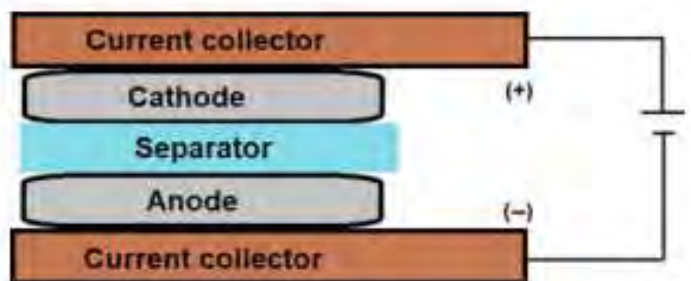 Current collector
Cathode
(+)
Separator
Anode
(–)
Current collector